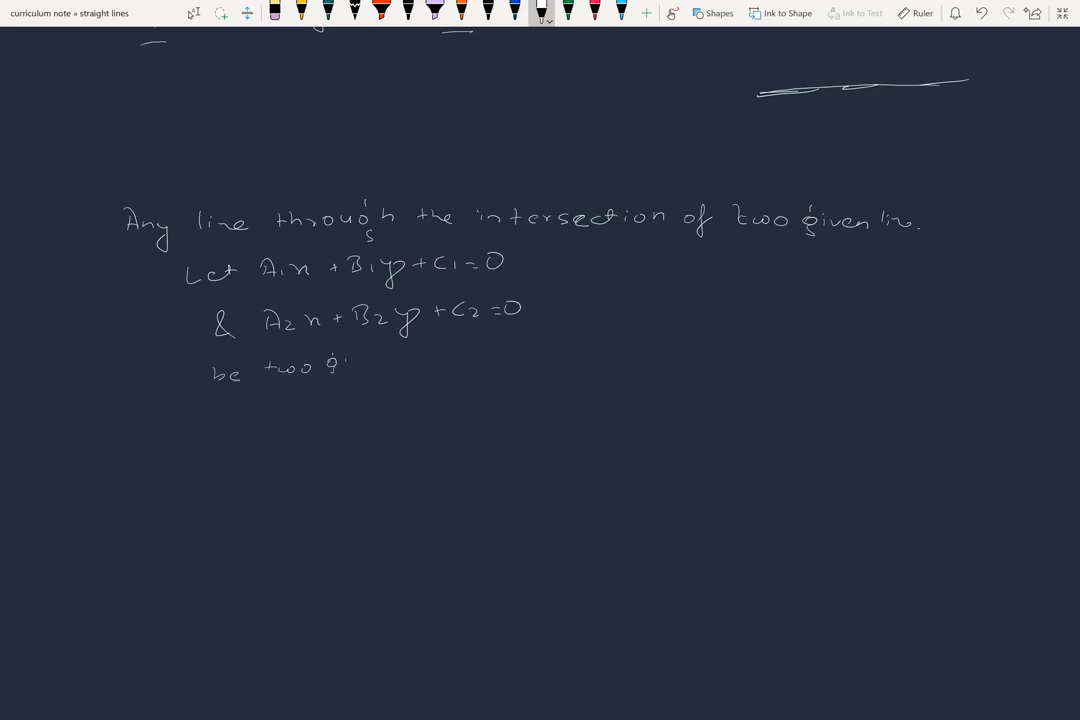 curriculum note » straight lines
Shapes Ink to Shape Ink to Text Ruler
Any line through the intersection of two given lin.
Let A₁x + B₁y + C₁ = 0
& A₂x + B₂y + C₂ = 0
be two gi